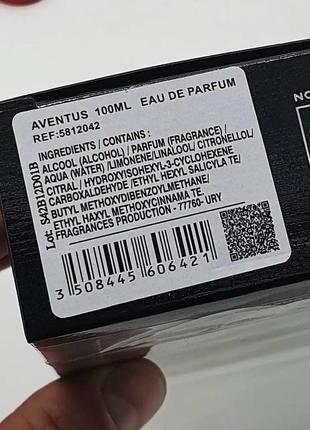 AVENTUS 100ML EAU DE PARFUM
REF:5812042
INGREDIENTS / CONTAINS :
ALCOOL (ALCOHOL) / PARFUM (FRAGRANCE) /
AQUA (WATER) / LIMONENE/LINALOOL/ CITRONELLOL/
CITRAL / HYDROXYISOHEXYL-3-CYCLOHEXENE
CARBOXALDEHYDE /ETHYL HEXYL SALICYLA TE/
BUTYL METHOXYDIBENZOYLMETHANE/
ETHYL HAXYL METHOXYCINNAMA TE.
FRAGRANCES PRODUCTION - 77760- URY
Lot: S42B12D01B
3 508445 606421
NO